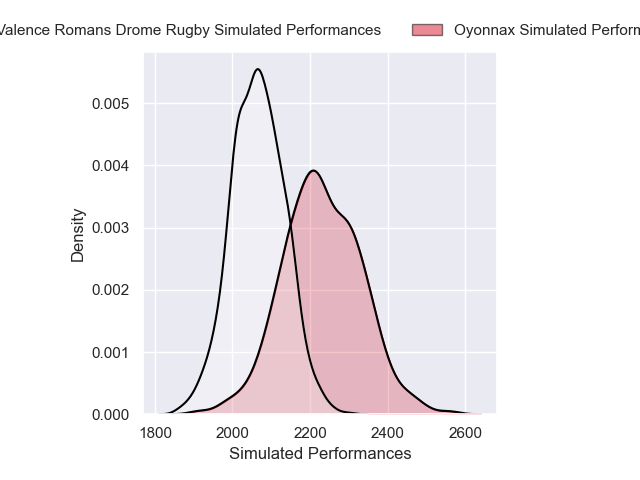 Valence Romans Drome Rugby Simulated Performances
Oyonnax Simulated Perform
0.005
0.004
0.003
0.002
0.001
0.000
Density
1800 2000 2200 2400 2600
Simulated Performances